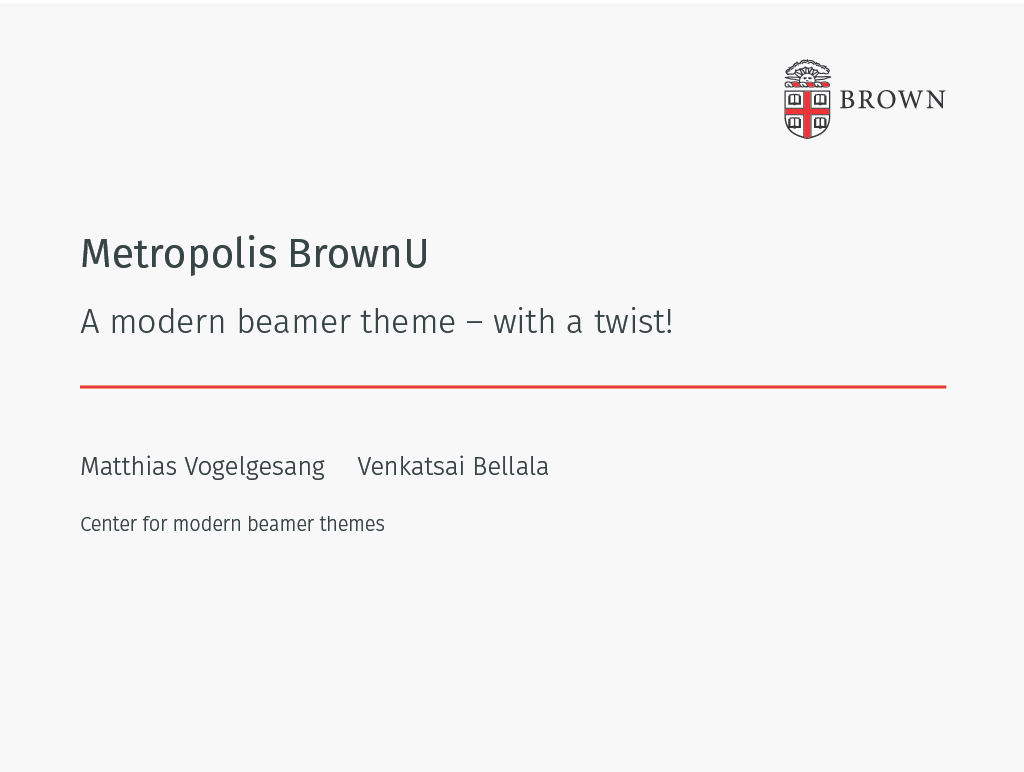 BROWN
Metropolis BrownU
A modern beamer theme – with a twist!
Matthias Vogelgesang Venkatsai Bellala
Center for modern beamer themes